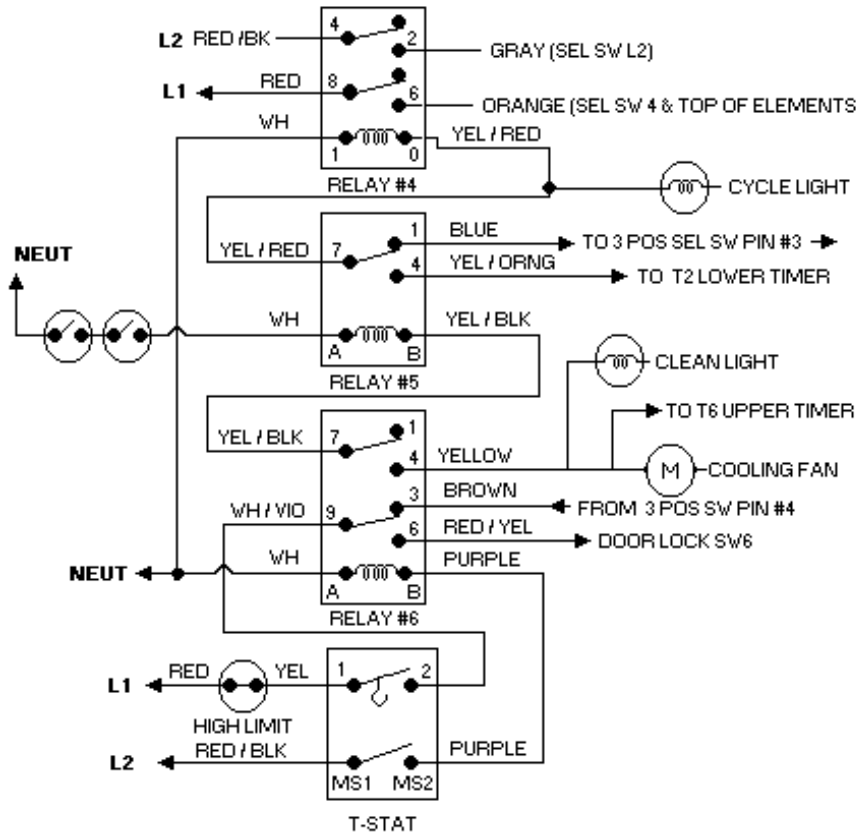 4
L2 RED /BK
2
GRAY (SEL SW L2)
L1 RED 8
6
ORANGE (SEL SW 4 & TOP OF ELEMENTS
WH
YEL / RED
1 0
RELAY #4
CYCLE LIGHT
1 BLUE
TO 3 POS SEL SW PIN #3
NEUT
YEL / RED 7
4 YEL / ORNG
TO T2 LOWER TIMER
WH
YEL / BLK
A B
RELAY #5
CLEAN LIGHT
TO T6 UPPER TIMER
YEL / BLK 7
1
4 YELLOW
M COOLING FAN
3 BROWN
FROM 3 POS SW PIN #4
WH / VIO 9
6 RED / YEL
DOOR LOCK SW6
NEUT WH
PURPLE
A B
RELAY #6
L1 RED YEL 1 2
HIGH LIMIT
L2 RED / BLK
PURPLE
MS1 MS2
T-STAT